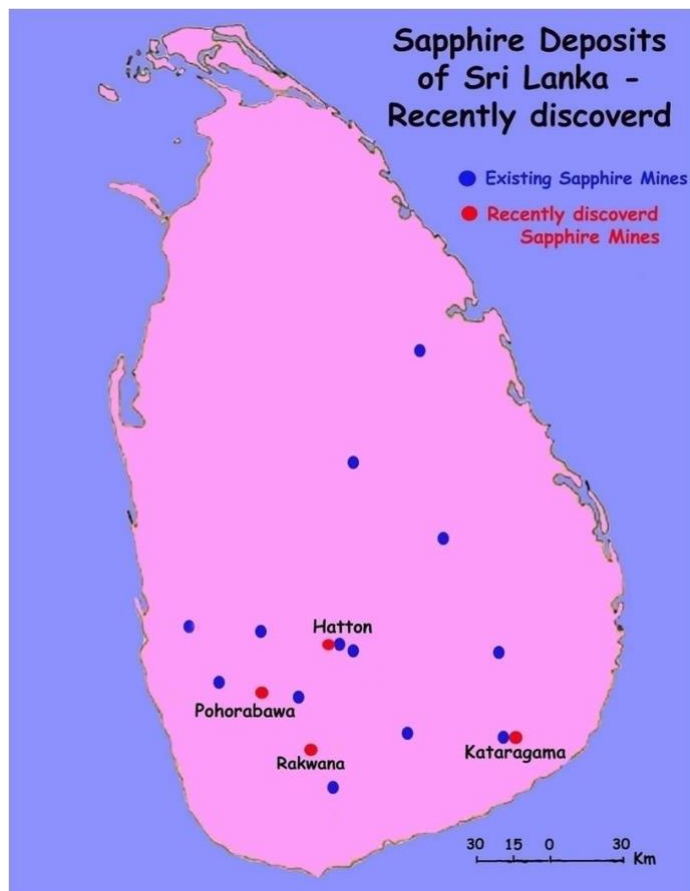 Sapphire Deposits
of Sri Lanka -
Recently discoverd
Existing Sapphire Mines
Recently discoverd
Sapphire Mines
Hatton
Pohorabawa
Rakwana
Kataragama
30 15 0 30
Km